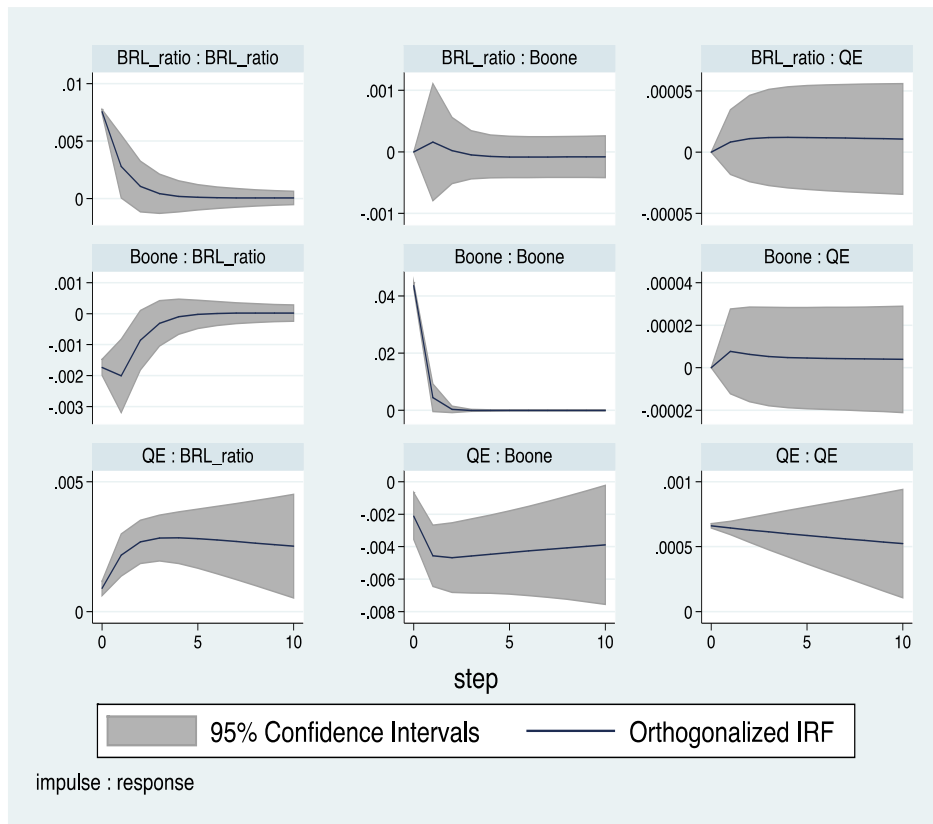 BRL_ratio : BRL_ratio
BRL_ratio : Boone
BRL_ratio : QE
.01
.005
0
.001
0
-.001
.00005
0
-.00005
Boone : BRL_ratio
Boone : Boone
Boone : QE
.001
0
-.001
-.002
-.003
.04
.02
0
.00004
.00002
0
-.00002
QE : BRL_ratio
QE : Boone
QE : QE
.005
0
0
-.002
-.004
-.006
-.008
.001
.0005
0
0 5 10
0 5 10
0 5 10
step
95% Confidence Intervals
Orthogonalized IRF
impulse : response